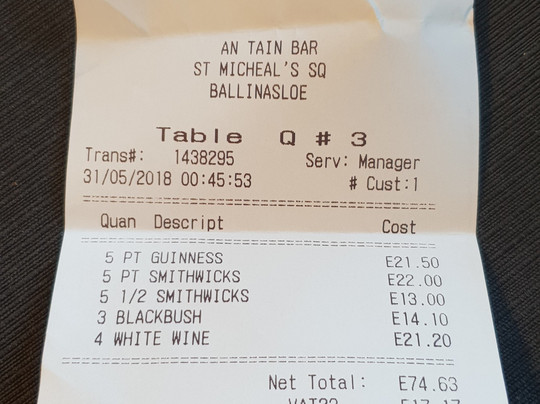 AN TAIN BAR
ST MICHEAL'S SQ
BALLINASLOE
Table Q # 3
Trans#: 1438295 Serv: Manager
31/05/2018 00:45:53 # Cust:1
Quan Descript Cost
5 PT GUINNESS E21.50
5 PT SMITHWICKS E22.00
5 1/2 SMITHWICKS E13.00
3 BLACKBUSH E14.10
4 WHITE WINE E21.20
Net Total: E74.63